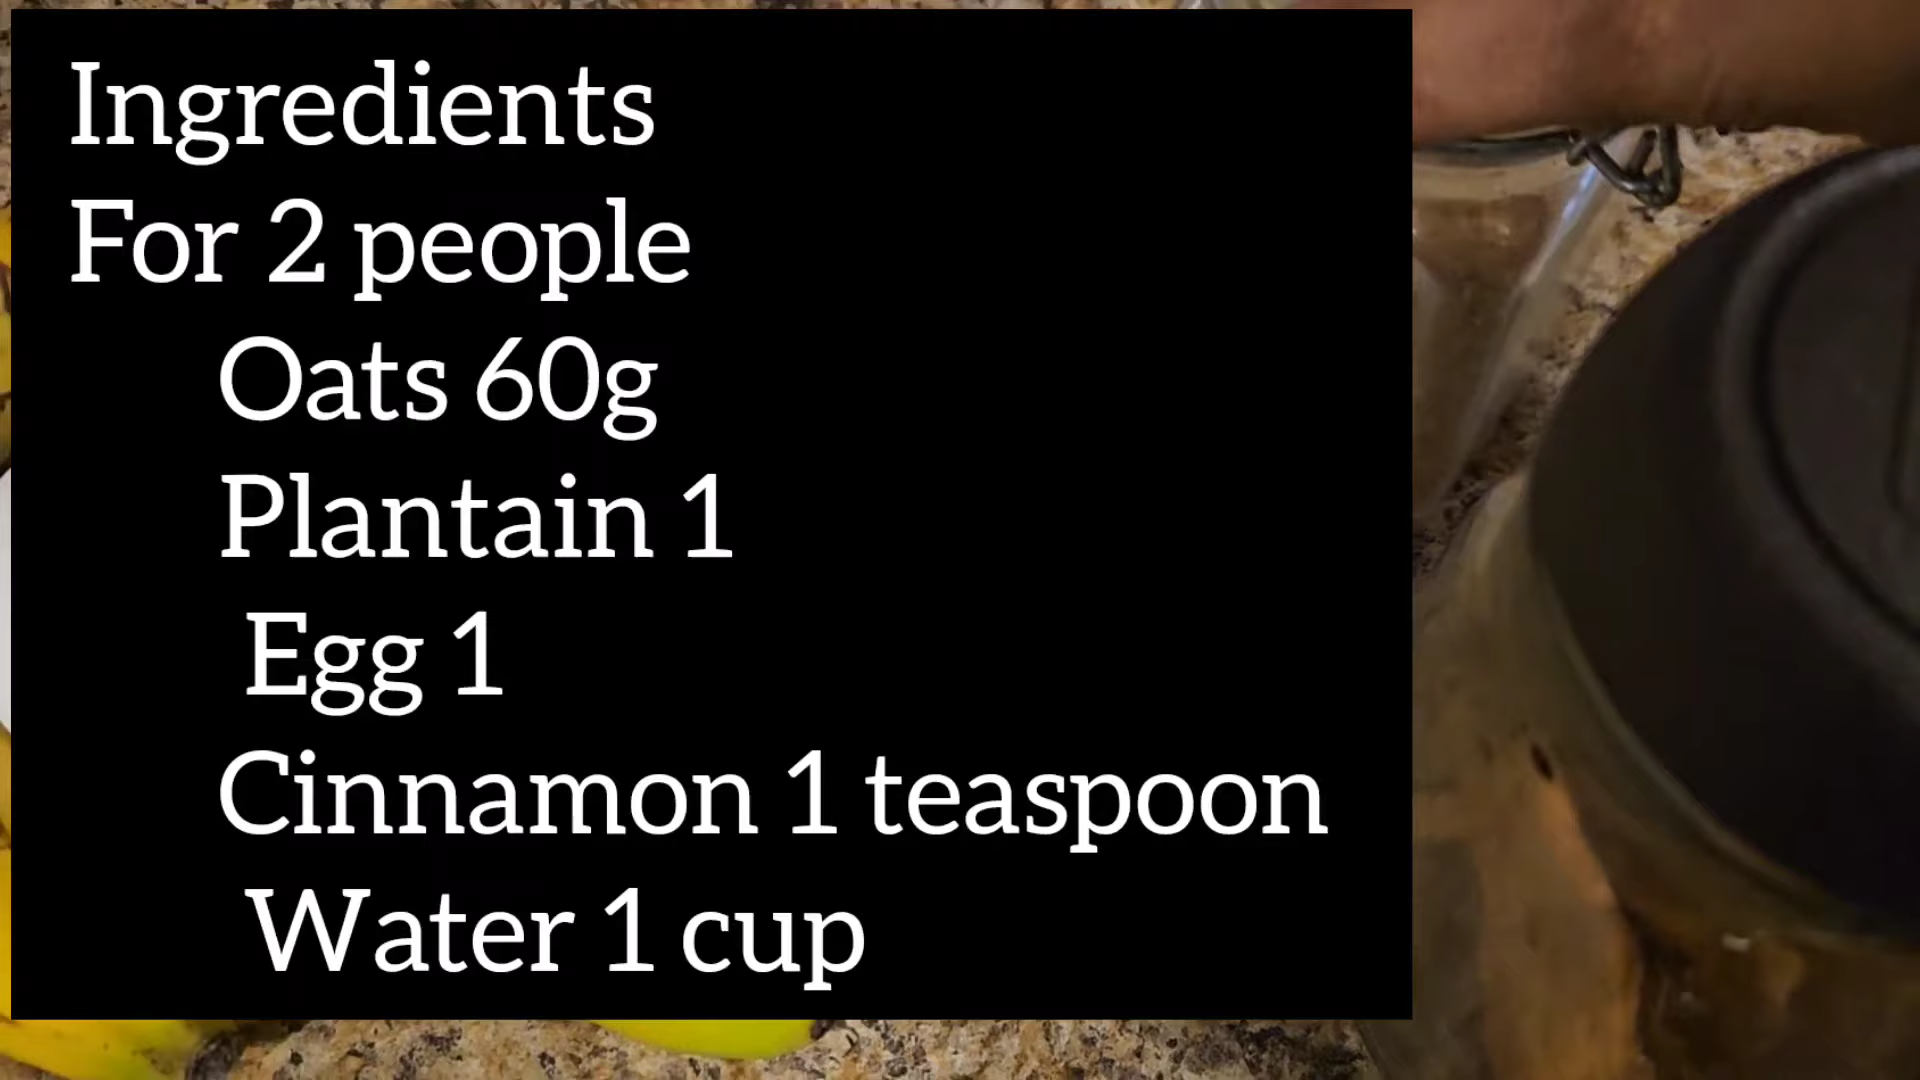 Ingredients
For 2 people
Oats 60g
Plantain 1
Egg 1
Cinnamon 1 teaspoon
Water 1 cup